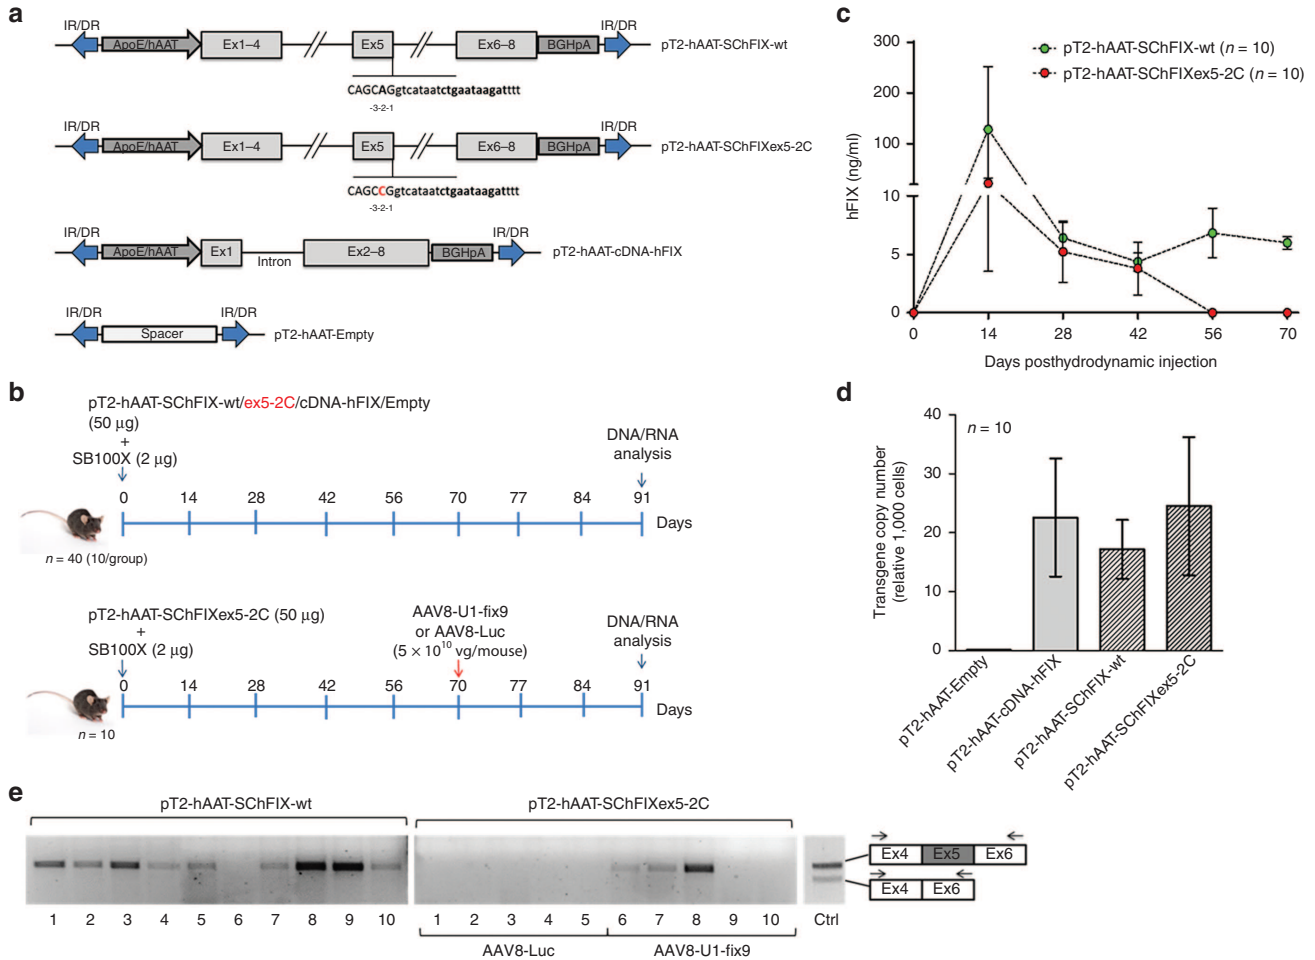 a
IR/DR
IR/DR
ApoE/hAAT
Ex1–4
Ex5
Ex6–8
BGHpA
pT2-hAAT-SChFIX-wt
CAGCAGgtcataatctgaataagatttt
-3-2-1
IR/DR
IR/DR
ApoE/hAAT
Ex1–4
Ex5
Ex6–8
BGHpA
pT2-hAAT-SChFIXex5-2C
CAGCCGgtcataatctgaataagatttt
-3-2-1
IR/DR
IR/DR
ApoE/hAAT
Ex1
Intron
Ex2–8
BGHpA
pT2-hAAT-cDNA-hFIX
IR/DR
IR/DR
Spacer
pT2-hAAT-Empty
b
pT2-hAAT-SChFIX-wt/ex5-2C/cDNA-hFIX/Empty
(50 µg)
+
SB100X (2 µg)
DNA/RNA
analysis
0 14 28 42 56 70 77 84 91
Days
n = 40 (10/group)
pT2-hAAT-SChFIXex5-2C (50 µg)
+
SB100X (2 µg)
AAV8-U1-fix9
or AAV8-Luc
(5 × 10¹⁰ vg/mouse)
DNA/RNA
analysis
0 14 28 42 56 70 77 84 91
Days
n = 10
c
pT2-hAAT-SChFIX-wt (n = 10)
pT2-hAAT-SChFIXex5-2C (n = 10)
hFIX (ng/ml)
300
200
100
10
5
0
0 14 28 42 56 70
Days posthydrodynamic injection
d
n = 10
Transgene copy number
(relative 1,000 cells)
40
30
20
10
0
pT2-hAAT-Empty
pT2-hAAT-cDNA-hFIX
pT2-hAAT-SChFIX-wt
pT2-hAAT-SChFIXex5-2C
e
pT2-hAAT-SChFIX-wt
pT2-hAAT-SChFIXex5-2C
1 2 3 4 5 6 7 8 9 10
1 2 3 4 5 6 7 8 9 10
Ctrl
AAV8-Luc
AAV8-U1-fix9
Ex4 Ex5 Ex6
Ex4 Ex6